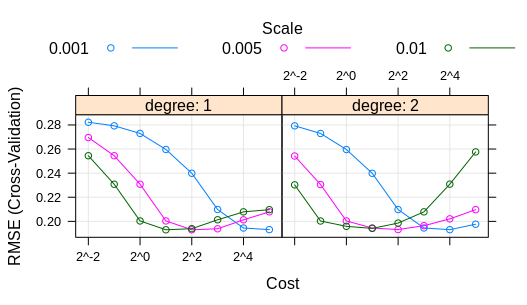 Scale
0.001 0.005 0.01
2^-2 2^0 2^2 2^4
degree: 1 degree: 2
0.28
0.26
0.24
0.22
0.20
RMSE (Cross-Validation)
2^-2 2^0 2^2 2^4
Cost